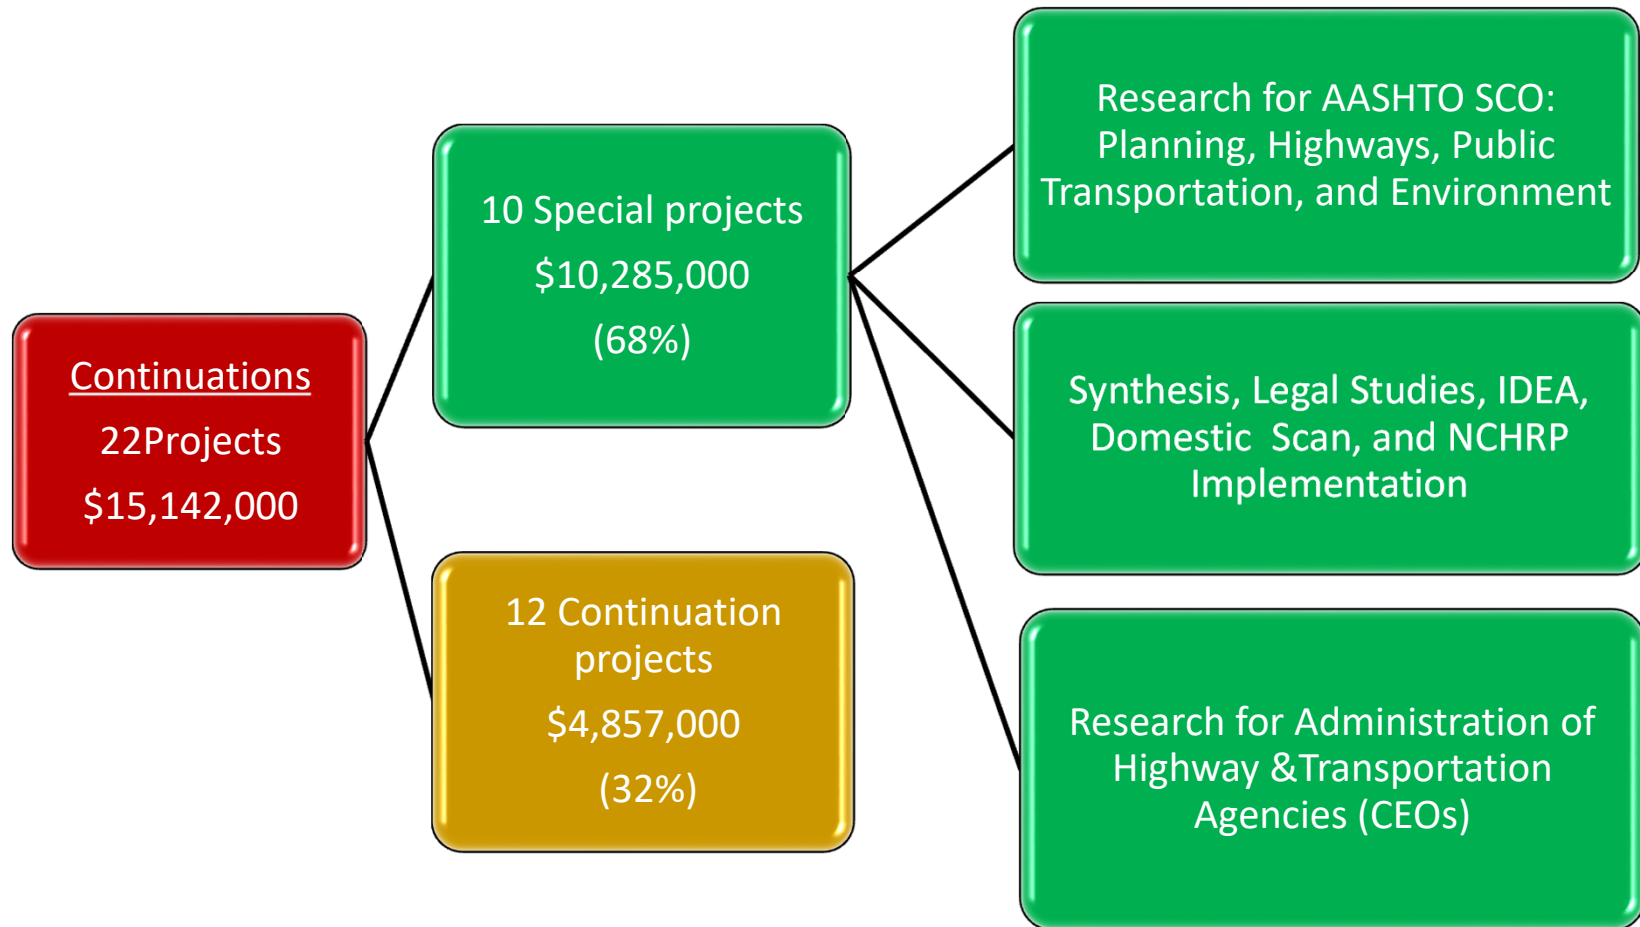 Continuations
22Projects
$15,142,000
10 Special projects
$10,285,000
(68%)
12 Continuation
projects
$4,857,000
(32%)
Research for AASHTO SCO:
Planning, Highways, Public
Transportation, and Environment
Synthesis, Legal Studies, IDEA,
Domestic  Scan, and NCHRP
Implementation
Research for Administration of
Highway &Transportation
Agencies (CEOs)